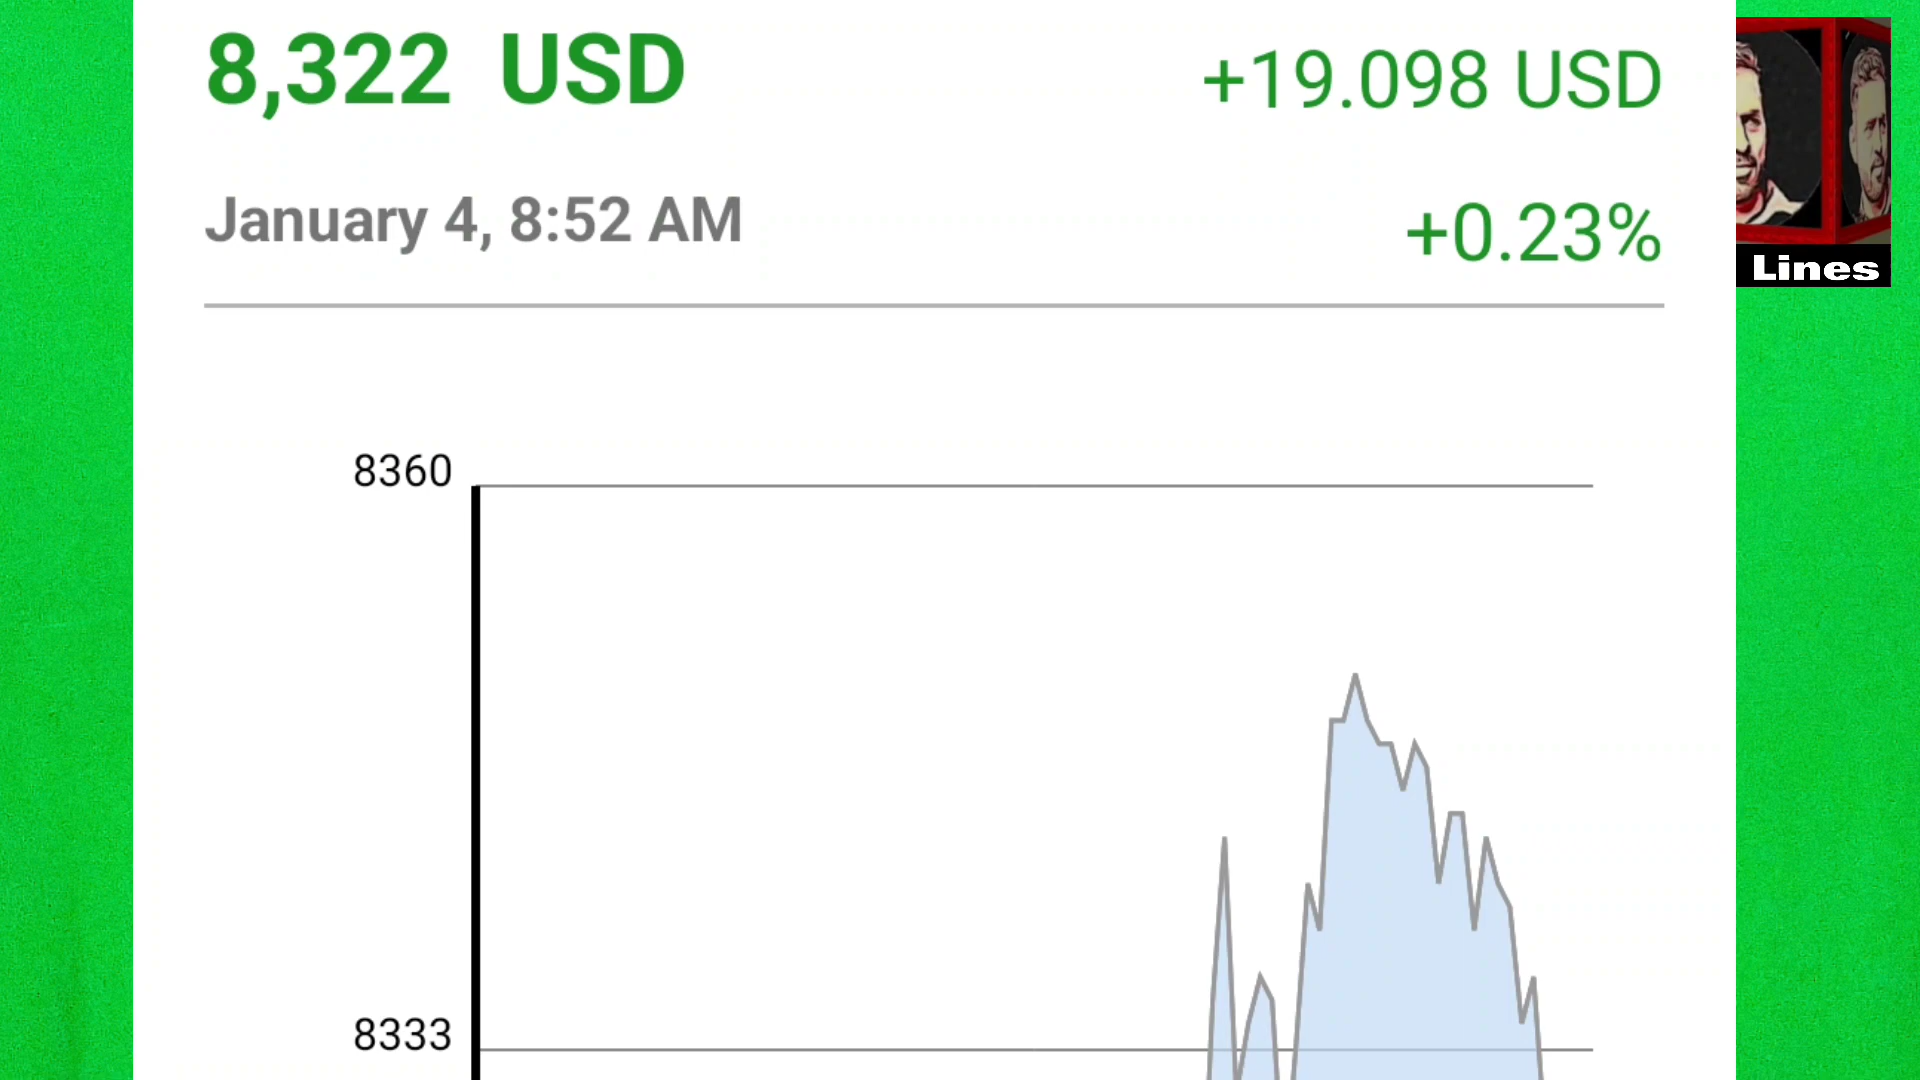 8,322 USD
+19.098 USD
January 4, 8:52 AM
+0.23%
Lines
8360
8333